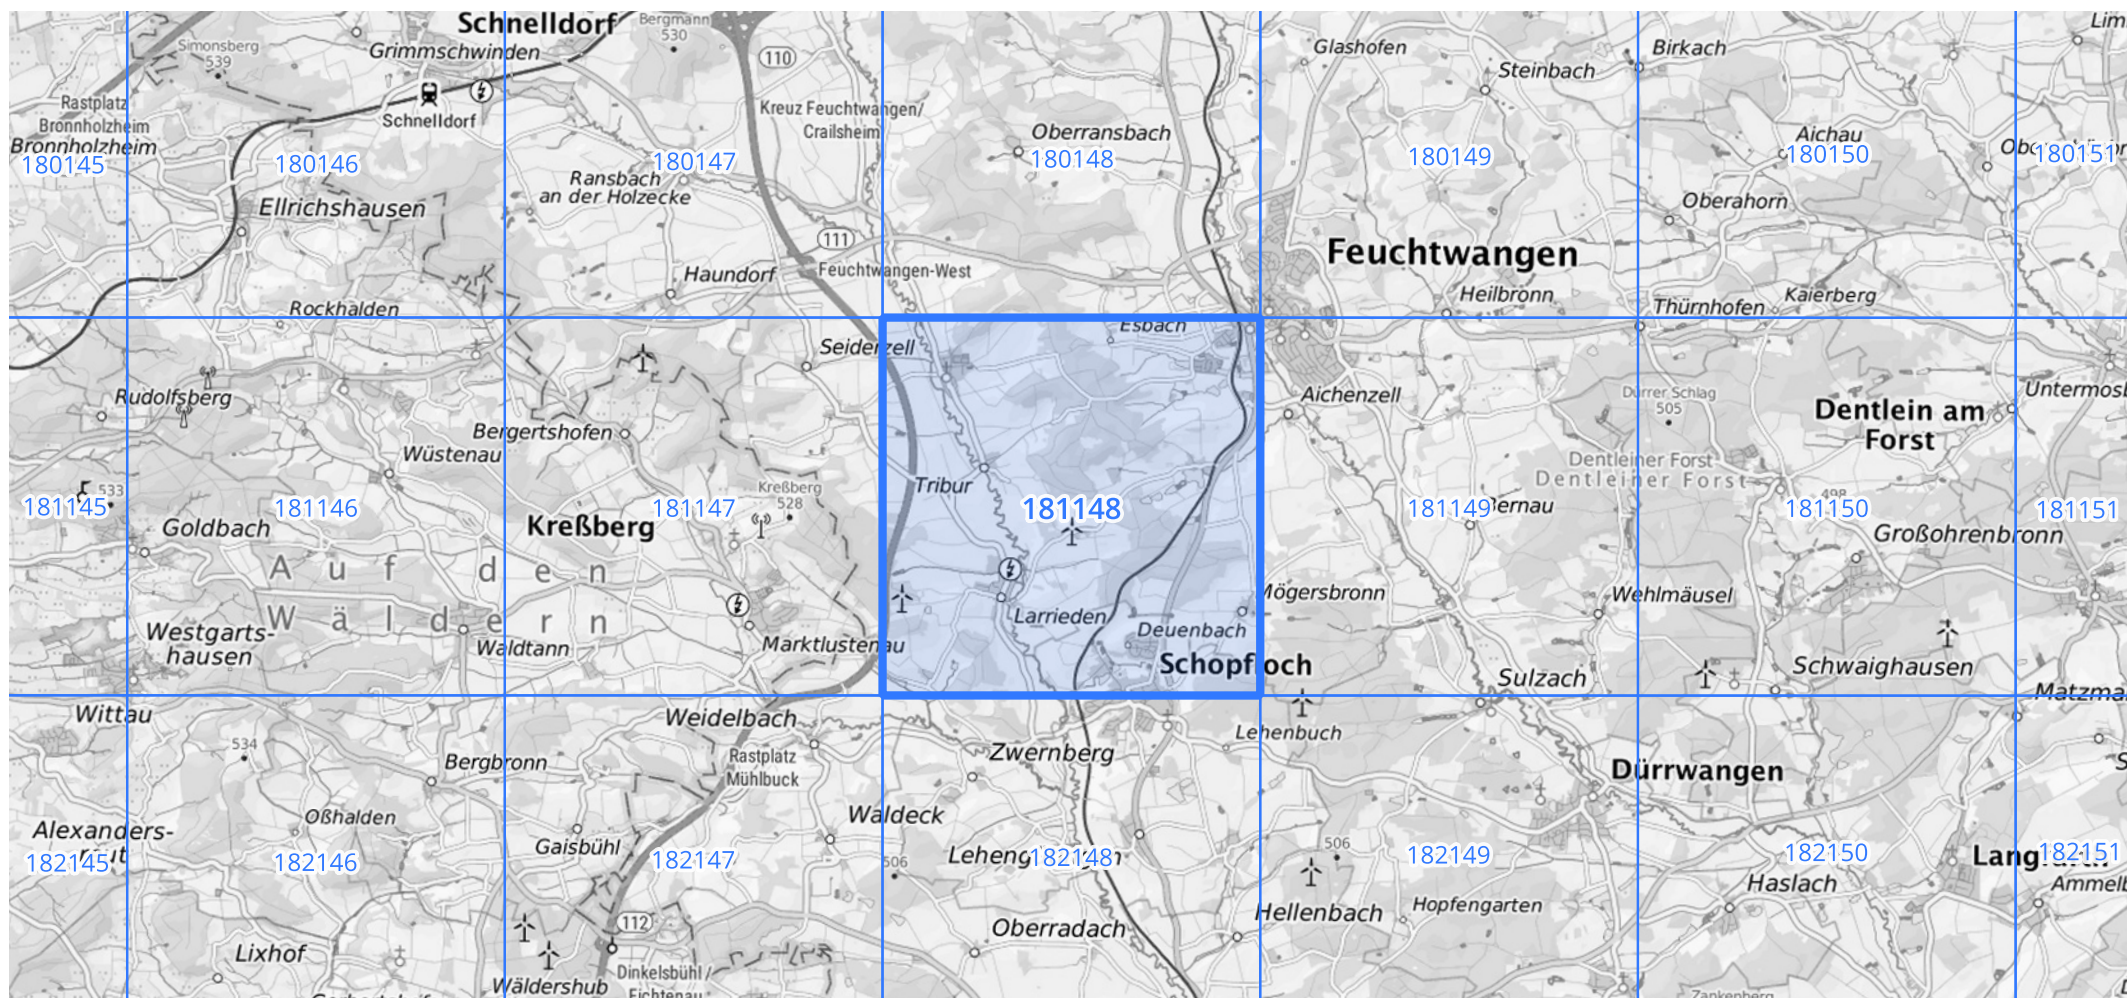 Schnelldorf
Bergmann
530
Simonsberg
539
Grimmschwinden
110
Glashofen
Birkach
Steinbach
Rastplatz
Bronnholzheim
Bronnholzheim
Schnelldorf
Kreuz Feuchtwangen/
Crailsheim
Oberransbach
Aichau
180145
180146
180147
180148
180149
180150
180151
Ransbach
an der Holzecke
Ellrichshausen
Oberahorn
111
Feuchtwangen
Haundorf
Feuchtwangen-West
Rockhalden
Heilbronn
Thürnhofen
Kaierberg
Esbach
Seiderzell
Rudolfsberg
Aichenzell
Dürrer Schlag
505
Dentlein am
Forst
Bergertshofen
Wüstenau
Dentleiner Forst
Dentleiner Forst
Tribur
Kreßberg
528
533
498
181145
181146
181147
181148
181149
181150
181151
Bernau
Goldbach
Kreßberg
Großohrenbronn
Auf den
Wäldern
Mögersbronn
Wehlmäusel
Larrieden
Deuenbach
Westgarts-
hausen
Waldtann
Marktlustenau
Schopfloch
Schwaighausen
Sulzach
Wittau
Weidelbach
Lehenbuch
534
Bergbronn
Rastplatz
Mühlbuck
Zwernberg
Dürrwangen
Oßhalden
Waldeck
Alexanders-
Gaisbühl
506
506
182145
182146
182147
182148
182149
182150
182151
Haslach
Hopfengarten
Hellenbach
112
Oberradach
Lixhof
Wäldershub
Dinkelsbühl /
Fichtenau
Zankenberg